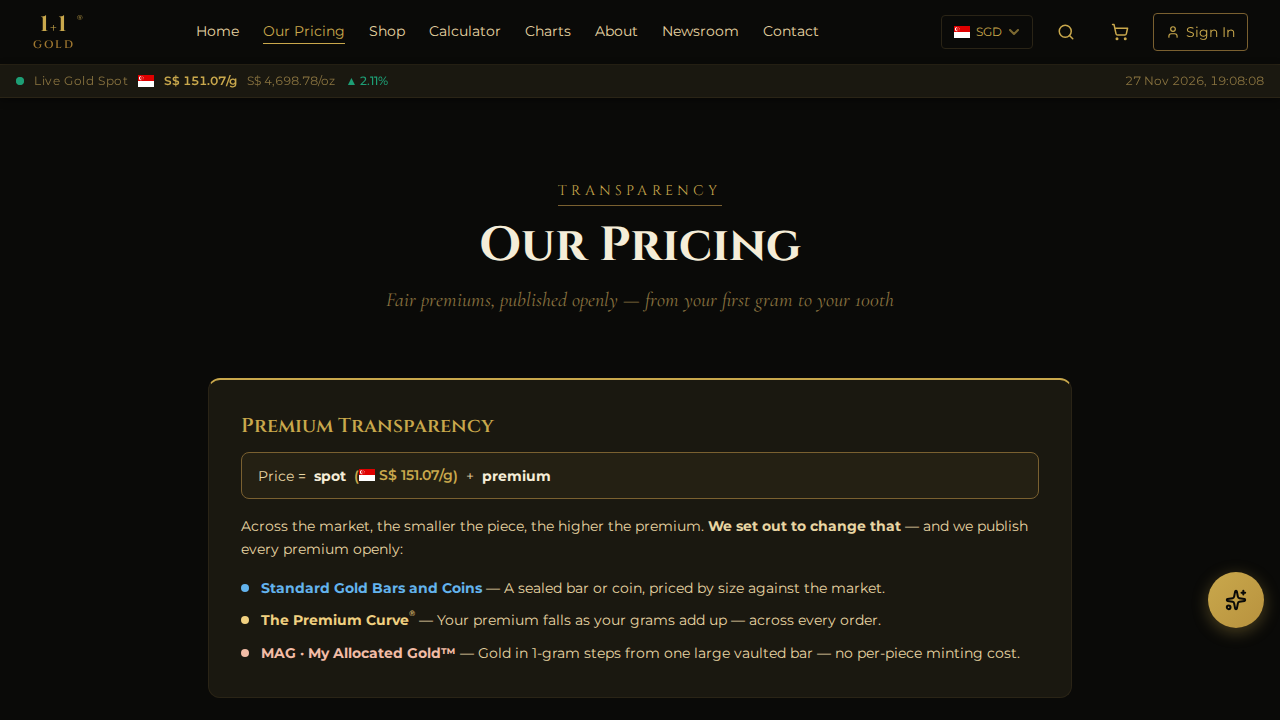 1+1 ®
GOLD
Home Our Pricing Shop Calculator Charts About Newsroom Contact
SGD
Sign In
Live Gold Spot S$ 151.07/g S$ 4,698.78/oz ▲ 2.11%
27 Nov 2026, 19:08:08
TRANSPARENCY
OUR PRICING
Fair premiums, published openly — from your first gram to your 100th
PREMIUM TRANSPARENCY
Price = spot (S$ 151.07/g) + premium
Across the market, the smaller the piece, the higher the premium. We set out to change that — and we publish
every premium openly:
Standard Gold Bars and Coins — A sealed bar or coin, priced by size against the market.
The Premium Curve® — Your premium falls as your grams add up — across every order.
MAG · My Allocated Gold™ — Gold in 1-gram steps from one large vaulted bar — no per-piece minting cost.